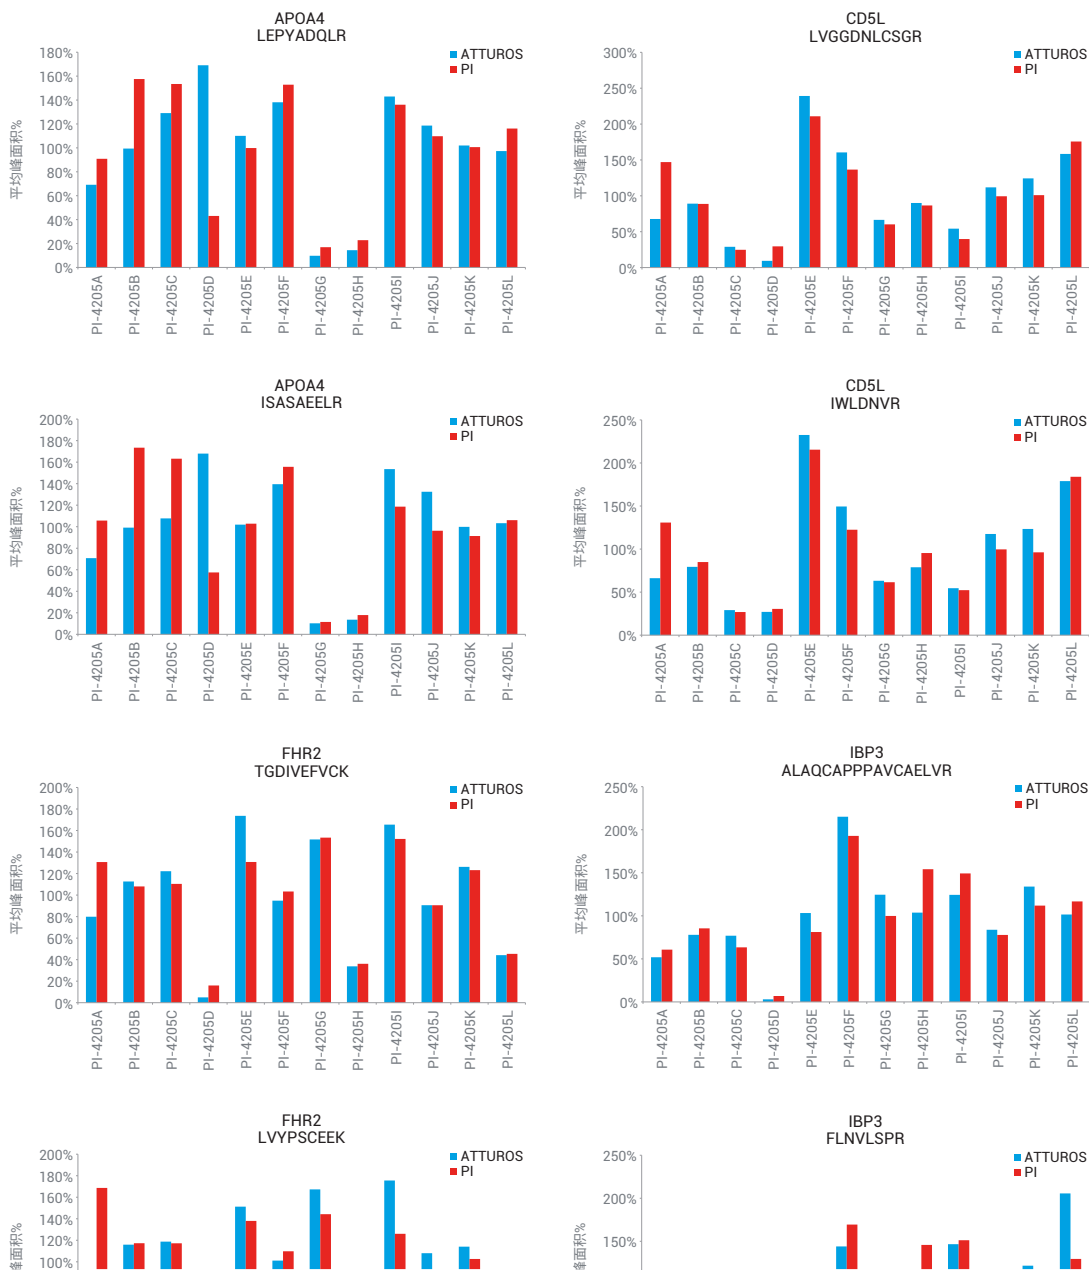 APOA4
LEPYADQLR
ATTUROS
PI
平均峰面积%
180%
160%
140%
120%
100%
80%
60%
40%
20%
0%
PI-4205A
PI-4205B
PI-4205C
PI-4205D
PI-4205E
PI-4205F
PI-4205G
PI-4205H
PI-4205I
PI-4205J
PI-4205K
PI-4205L
CD5L
LVGGDNLCSGR
ATTUROS
PI
平均峰面积%
300%
250%
200%
150%
100%
50%
0%
PI-4205A
PI-4205B
PI-4205C
PI-4205D
PI-4205E
PI-4205F
PI-4205G
PI-4205H
PI-4205I
PI-4205J
PI-4205K
PI-4205L
APOA4
ISASAEELR
ATTUROS
PI
平均峰面积%
200%
180%
160%
140%
120%
100%
80%
60%
40%
20%
0%
PI-4205A
PI-4205B
PI-4205C
PI-4205D
PI-4205E
PI-4205F
PI-4205G
PI-4205H
PI-4205I
PI-4205J
PI-4205K
PI-4205L
CD5L
IWLDNVR
ATTUROS
PI
平均峰面积%
250%
200%
150%
100%
50%
0%
PI-4205A
PI-4205B
PI-4205C
PI-4205D
PI-4205E
PI-4205F
PI-4205G
PI-4205H
PI-4205I
PI-4205J
PI-4205K
PI-4205L
FHR2
TGDIVEFVCK
ATTUROS
PI
平均峰面积%
200%
180%
160%
140%
120%
100%
80%
60%
40%
20%
0%
PI-4205A
PI-4205B
PI-4205C
PI-4205D
PI-4205E
PI-4205F
PI-4205G
PI-4205H
PI-4205I
PI-4205J
PI-4205K
PI-4205L
IBP3
ALAQCAPPPAVCAELVR
ATTUROS
PI
平均峰面积%
250%
200%
150%
100%
50%
0%
PI-4205A
PI-4205B
PI-4205C
PI-4205D
PI-4205E
PI-4205F
PI-4205G
PI-4205H
PI-4205I
PI-4205J
PI-4205K
PI-4205L
FHR2
LVYPSCEEK
ATTUROS
PI
峰面积%
200%
180%
160%
140%
120%
100%
IBP3
FLNVLSPR
ATTUROS
PI
峰面积%
250%
200%
150%